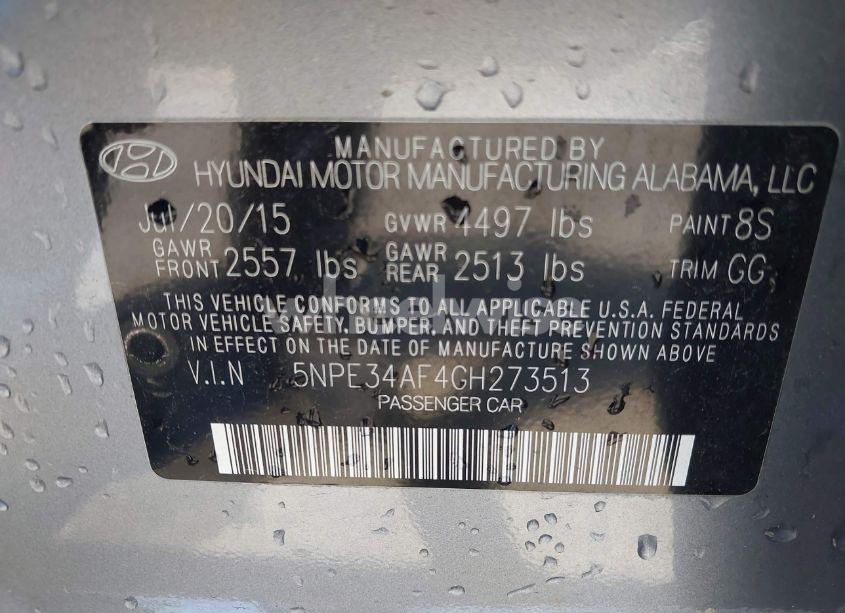 MANUFACTURED BY
HYUNDAI MOTOR MANUFACTURING ALABAMA, LLC
Jul/20/15 GVWR 4497 lbs PAINT 8S
GAWR FRONT 2557 lbs GAWR REAR 2513 lbs TRIM GG
THIS VEHICLE CONFORMS TO ALL APPLICABLE U.S.A. FEDERAL
MOTOR VEHICLE SAFETY, BUMPER, AND THEFT PREVENTION STANDARDS
IN EFFECT ON THE DATE OF MANUFACTURE SHOWN ABOVE
V.I.N 5NPE34AF4GH273513
PASSENGER CAR